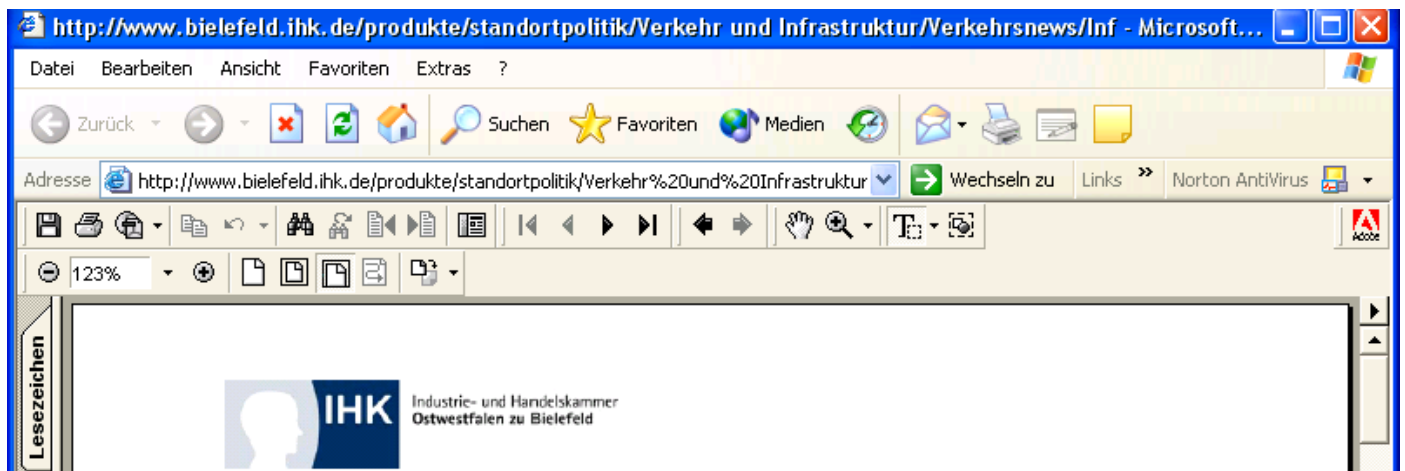 http://www.bielefeld.ihk.de/produkte/standortpolitik/Verkehr und Infrastruktur/Verkehrsnews/Inf - Microsoft...
Datei Bearbeiten Ansicht Favoriten Extras ?
Zurück Suchen Favoriten Medien
Adresse http://www.bielefeld.ihk.de/produkte/standortpolitik/Verkehr%20und%20Infrastruktur Wechseln zu Links » Norton AntiVirus
T Adobe
123%
Lesezeichen
IHK Industrie- und Handelskammer
Ostwestfalen zu Bielefeld